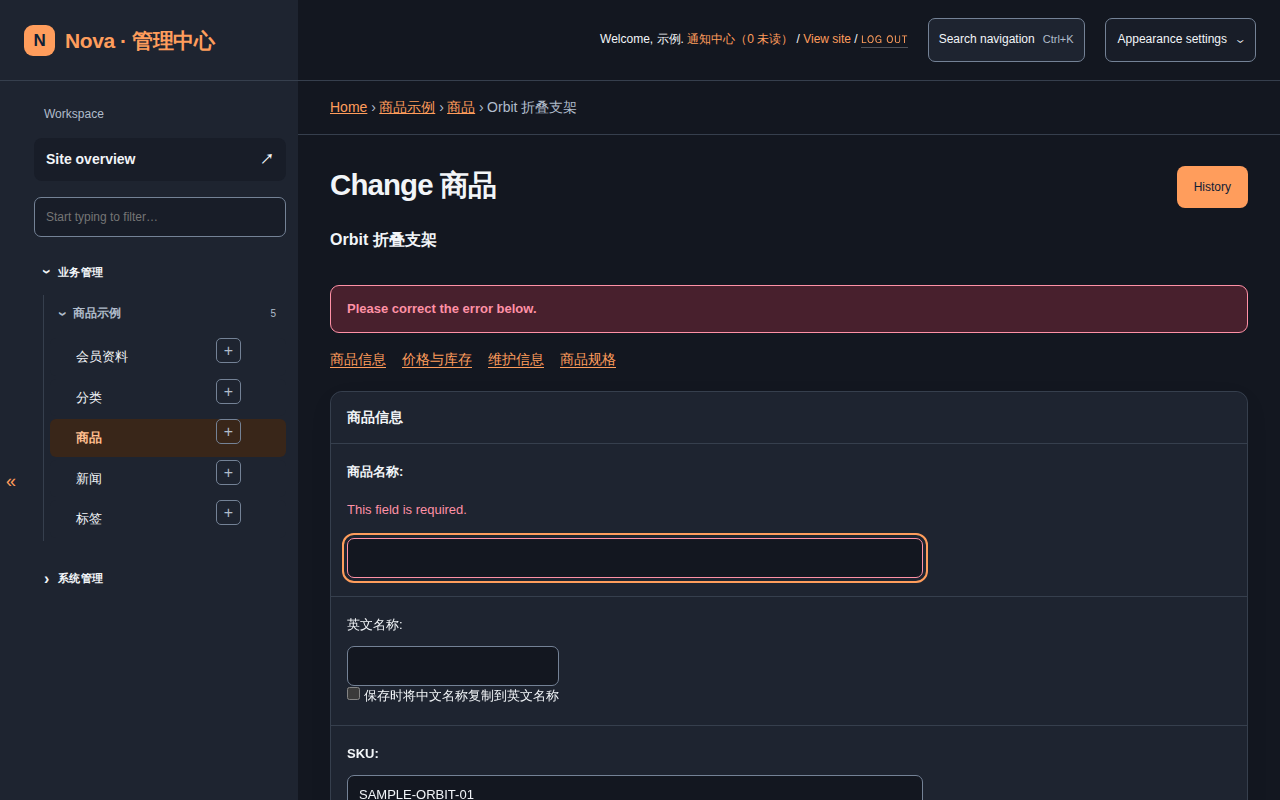 N Nova · 管理中心
Welcome, 示例. 通知中心（0 未读） / View site / LOG OUT
Search navigation Ctrl+K
Appearance settings
Workspace
Site overview ↗
Start typing to filter…
业务管理
商品示例 5
会员资料 +
分类 +
商品 +
新闻 +
标签 +
系统管理
«
Home › 商品示例 › 商品 › Orbit 折叠支架
Change 商品
History
Orbit 折叠支架
Please correct the error below.
商品信息 价格与库存 维护信息 商品规格
商品信息
商品名称:
This field is required.
英文名称:
保存时将中文名称复制到英文名称
SKU:
SAMPLE-ORBIT-01